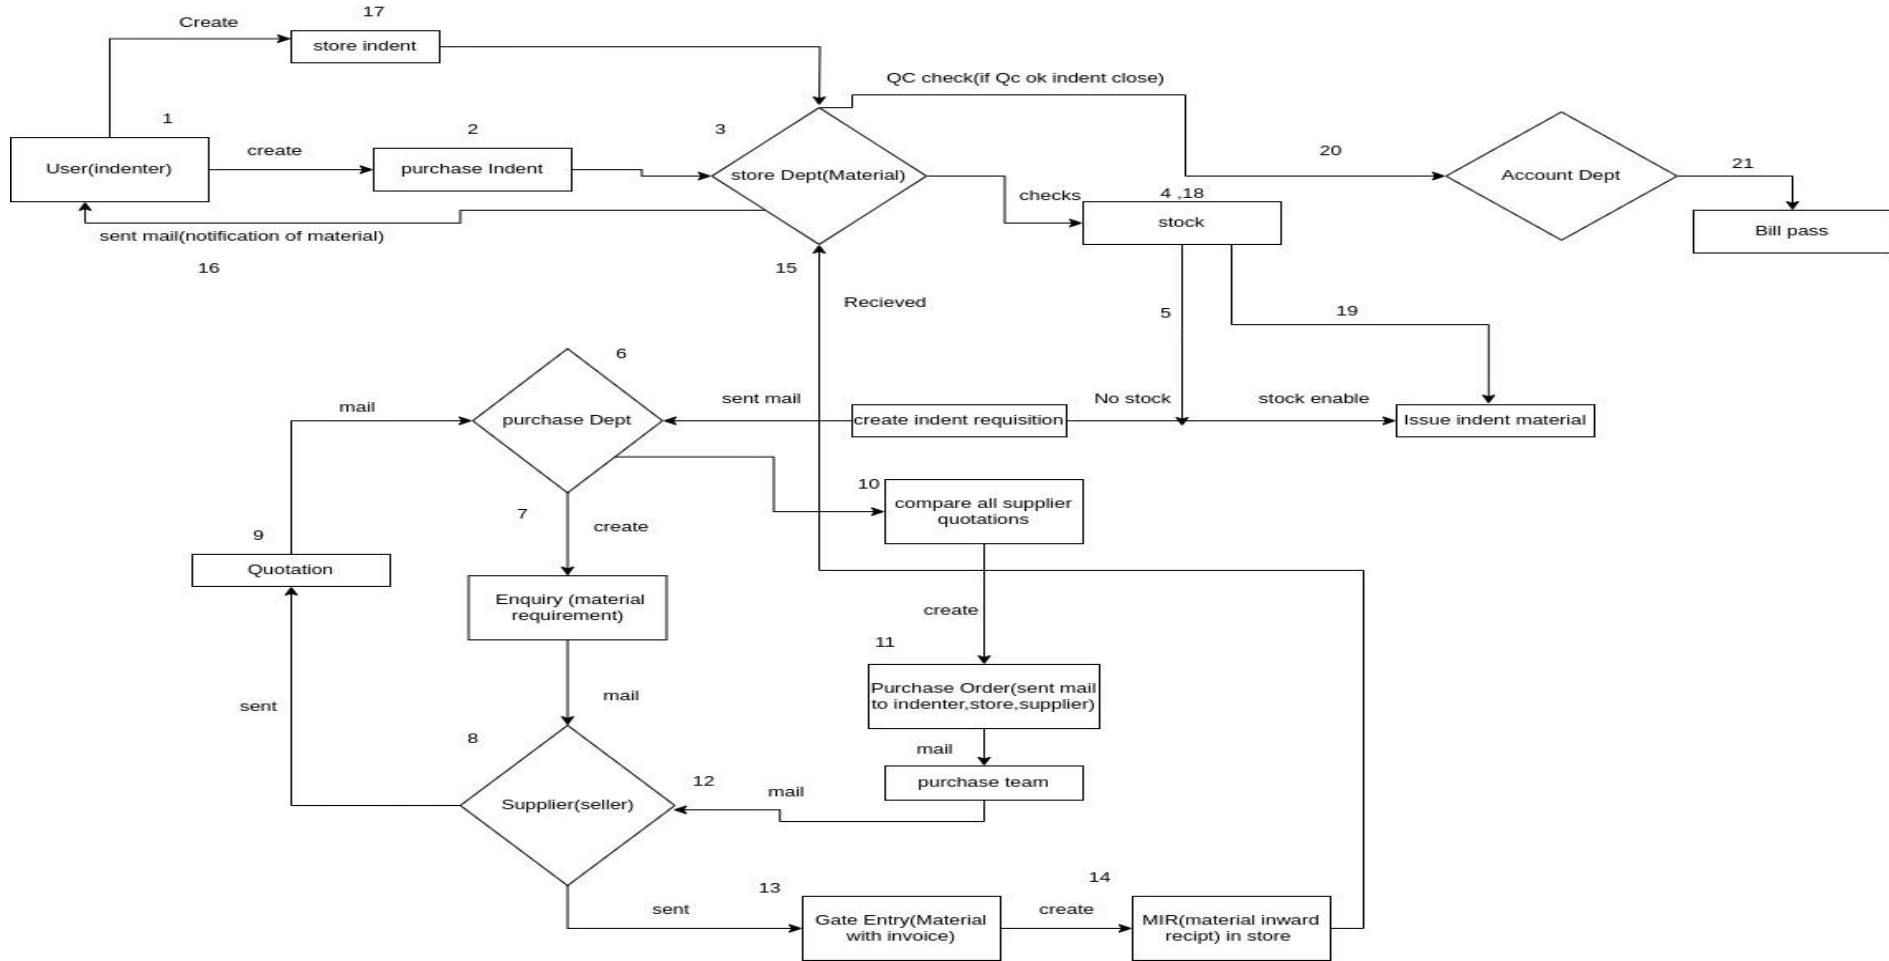 17
Create
store indent
QC check(if Qc ok indent close)
1
2
3
20
21
User(indenter)
create
purchase Indent
store Dept(Material)
checks
4 ,18
stock
Account Dept
Bill pass
sent mail(notification of material)
16
15
Recieved
5
19
6
mail
purchase Dept
sent mail
create indent requisition
No stock
stock enable
Issue indent material
10
compare all supplier
quotations
7
create
9
Quotation
Enquiry (material
requirement)
create
11
Purchase Order(sent mail
to indenter,store,supplier)
mail
sent
mail
purchase team
8
12
mail
Supplier(seller)
13
14
sent
Gate Entry(Material
with invoice)
create
MIR(material inward
recipt) in store